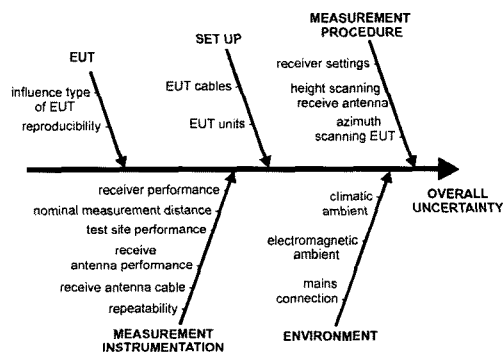 MEASUREMENT
PROCEDURE
SET UP
EUT
receiver settings
influence type
of EUT
reproducibility
EUT cables
EUT units
height scanning
receive antenna
azimuth
scanning EUT
OVERALL
UNCERTAINTY
receiver performance
nominal measurement distance
test site performance
receive
antenna performance
receive antenna cable
repeatability
climatic
ambient
electromagnetic
ambient
mains
connection
MEASUREMENT
INSTRUMENTATION
ENVIRONMENT